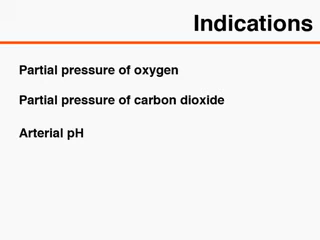 Indications
Partial pressure of oxygen
Partial pressure of carbon dioxide
Arterial pH